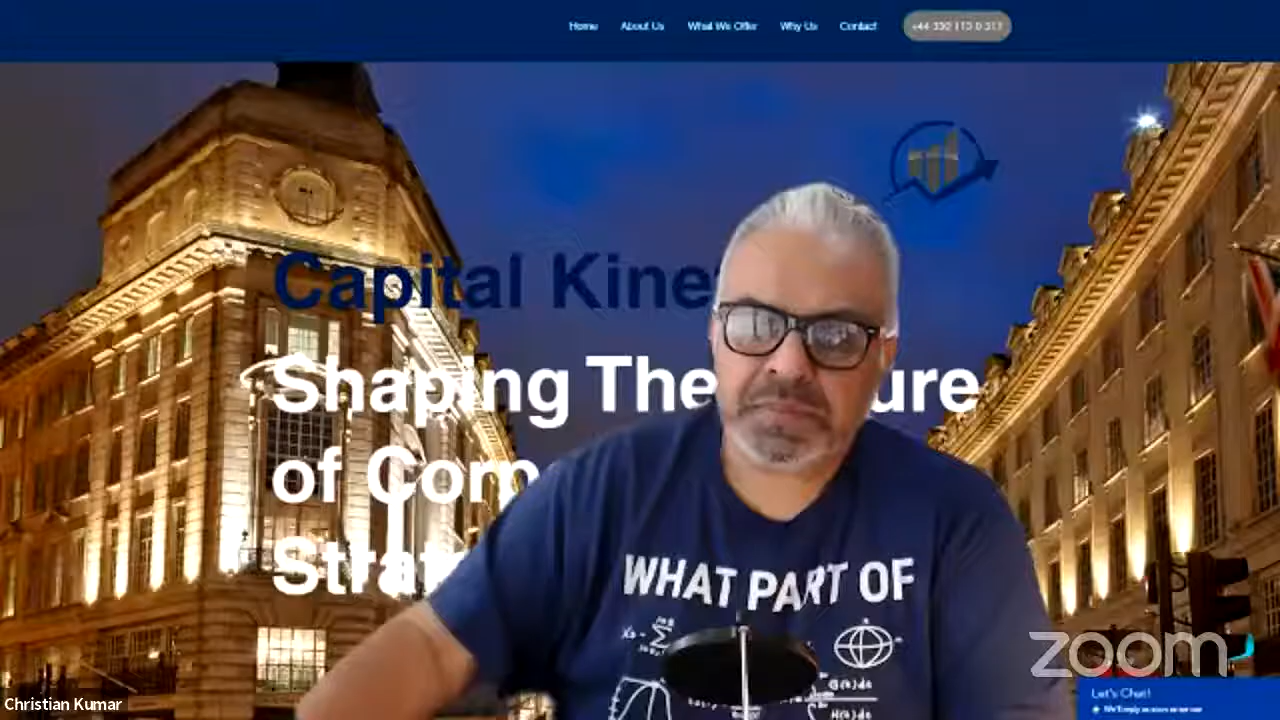 Home About Us What We Offer Why Us Contact
Capital Kine
Shaping The ure
of Corp
Strat
WHAT PART OF
zoom
Let's Chat!
Christian Kumar